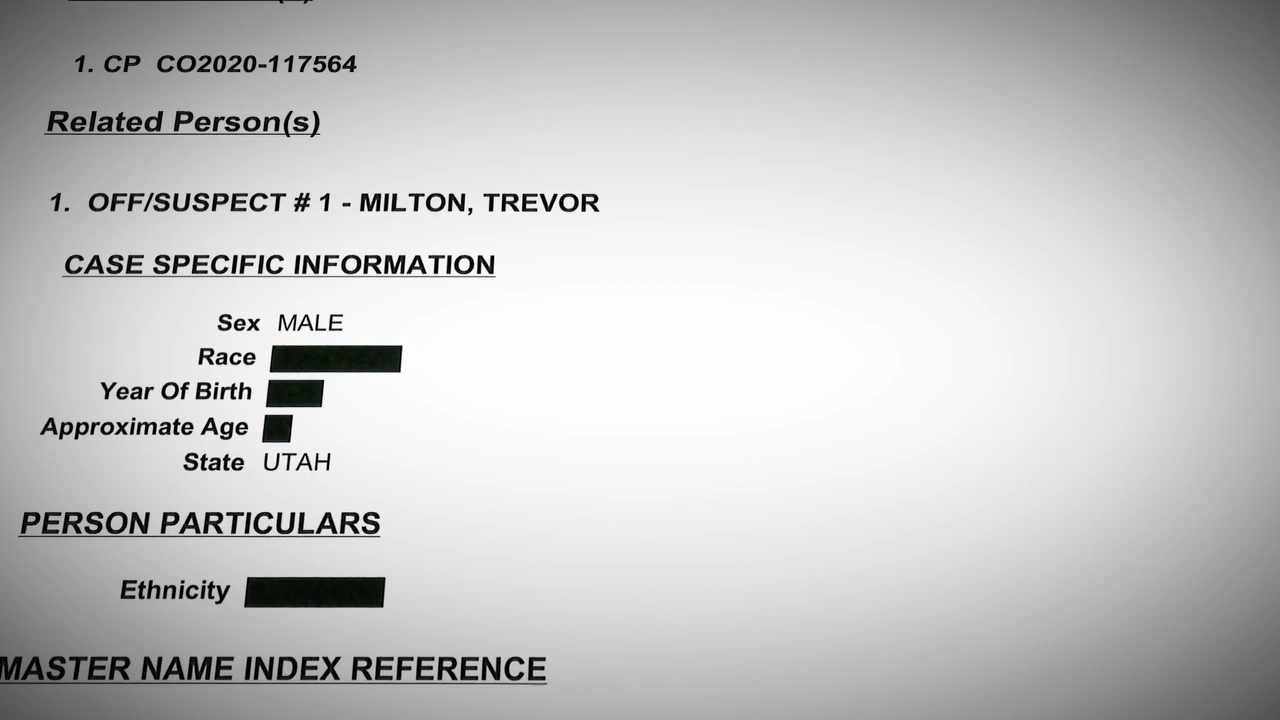 1. CP CO2020-117564
Related Person(s)
1. OFF/SUSPECT # 1 - MILTON, TREVOR
CASE SPECIFIC INFORMATION
Sex MALE
Race
Year Of Birth
Approximate Age
State UTAH
PERSON PARTICULARS
Ethnicity
MASTER NAME INDEX REFERENCE